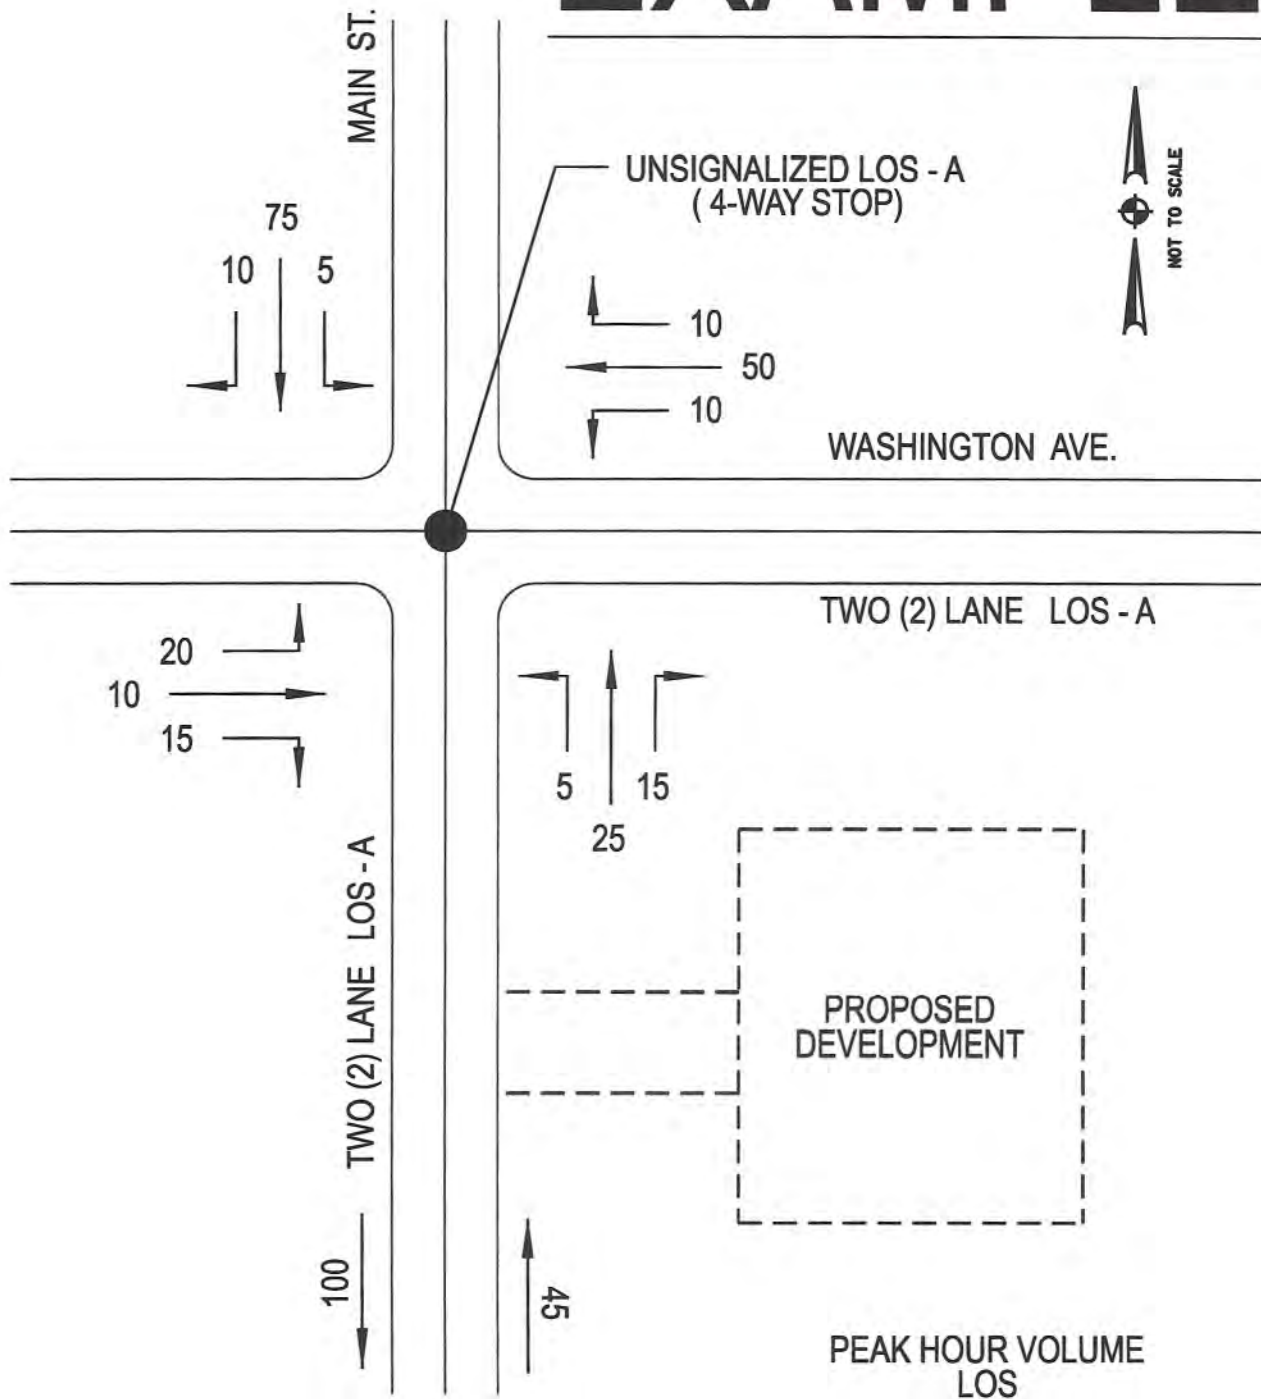 MAIN ST.
UNSIGNALIZED LOS - A
( 4-WAY STOP)
NOT TO SCALE
75
10
5
10
50
10
WASHINGTON AVE.
TWO (2) LANE LOS - A
20
10
15
5
15
25
TWO (2) LANE LOS - A
PROPOSED
DEVELOPMENT
100
45
PEAK HOUR VOLUME
LOS